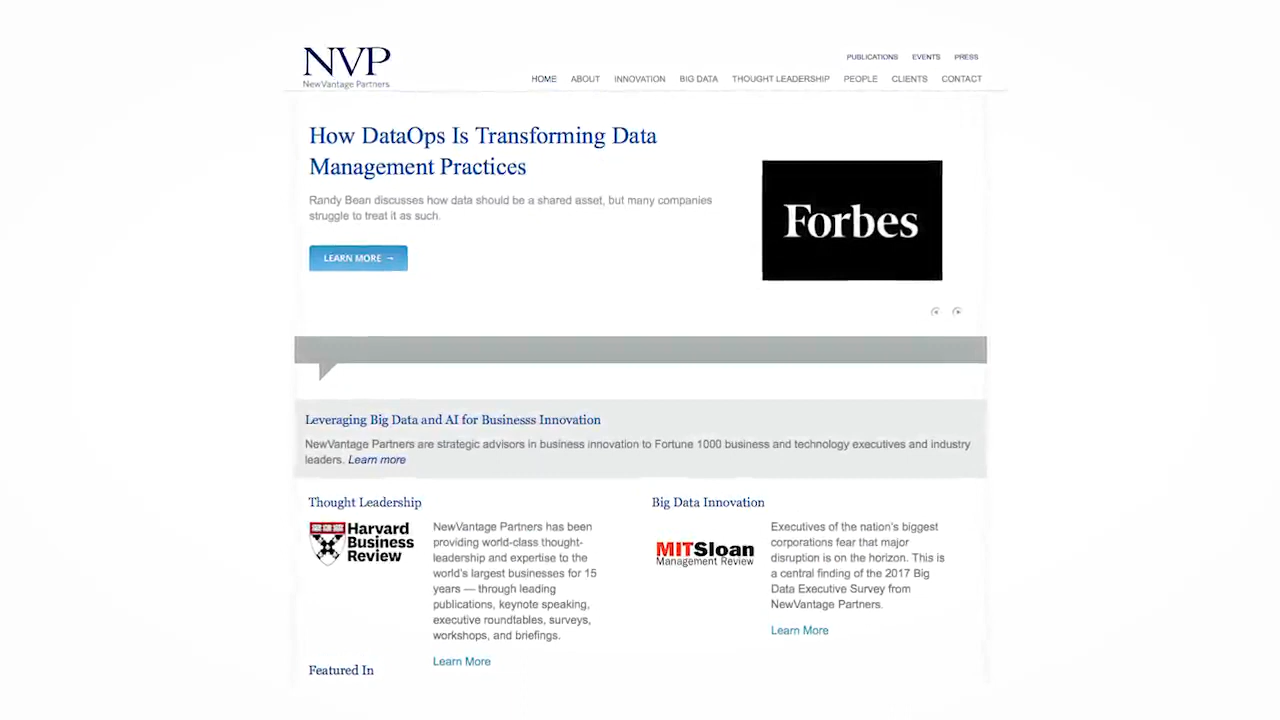 NVP
NewVantage Partners
PUBLICATIONS EVENTS PRESS
HOME ABOUT INNOVATION BIG DATA THOUGHT LEADERSHIP PEOPLE CLIENTS CONTACT
How DataOps Is Transforming Data
Management Practices
Randy Bean discusses how data should be a shared asset, but many companies
struggle to treat it as such.
LEARN MORE →
Forbes
Leveraging Big Data and AI for Businesss Innovation
NewVantage Partners are strategic advisors in business innovation to Fortune 1000 business and technology executives and industry
leaders. Learn more
Thought Leadership
Harvard
Business
Review
NewVantage Partners has been
providing world-class thought-
leadership and expertise to the
world's largest businesses for 15
years — through leading
publications, keynote speaking,
executive roundtables, surveys,
workshops, and briefings.
Learn More
Big Data Innovation
MITSloan
Management Review
Executives of the nation's biggest
corporations fear that major
disruption is on the horizon. This is
a central finding of the 2017 Big
Data Executive Survey from
NewVantage Partners.
Learn More
Featured In